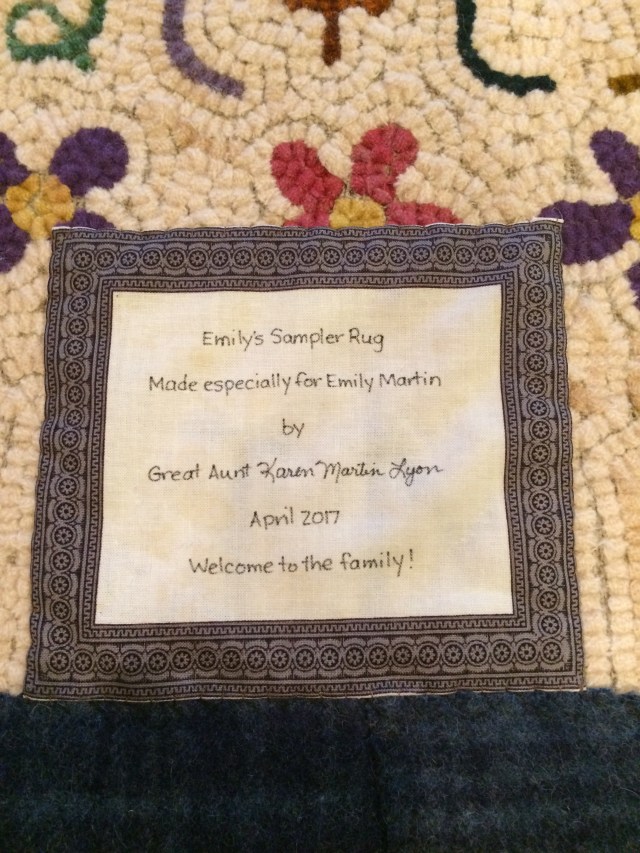 Emily's Sampler Rug
Made especially for Emily Martin
by
Great Aunt Karen Martin Lyon
April 2017
Welcome to the family!